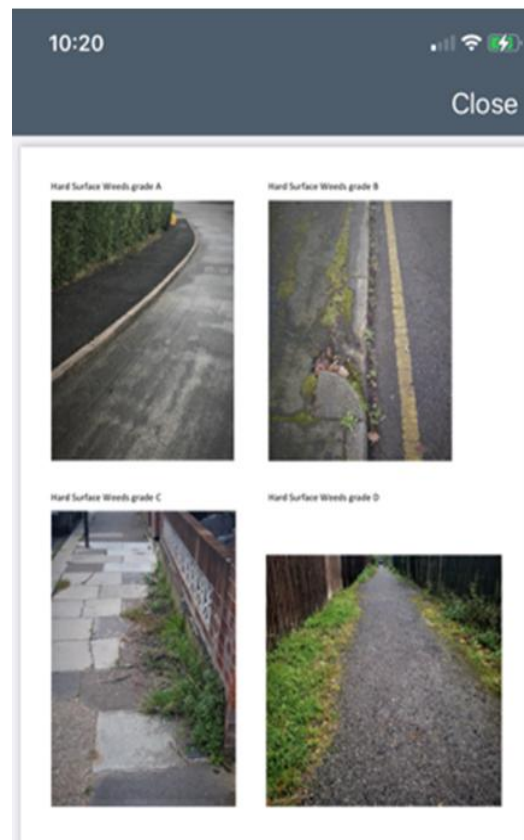 10:20
Close
Hard Surface Weeds grade A
Hard Surface Weeds grade B
Hard Surface Weeds grade C
Hard Surface Weeds grade D